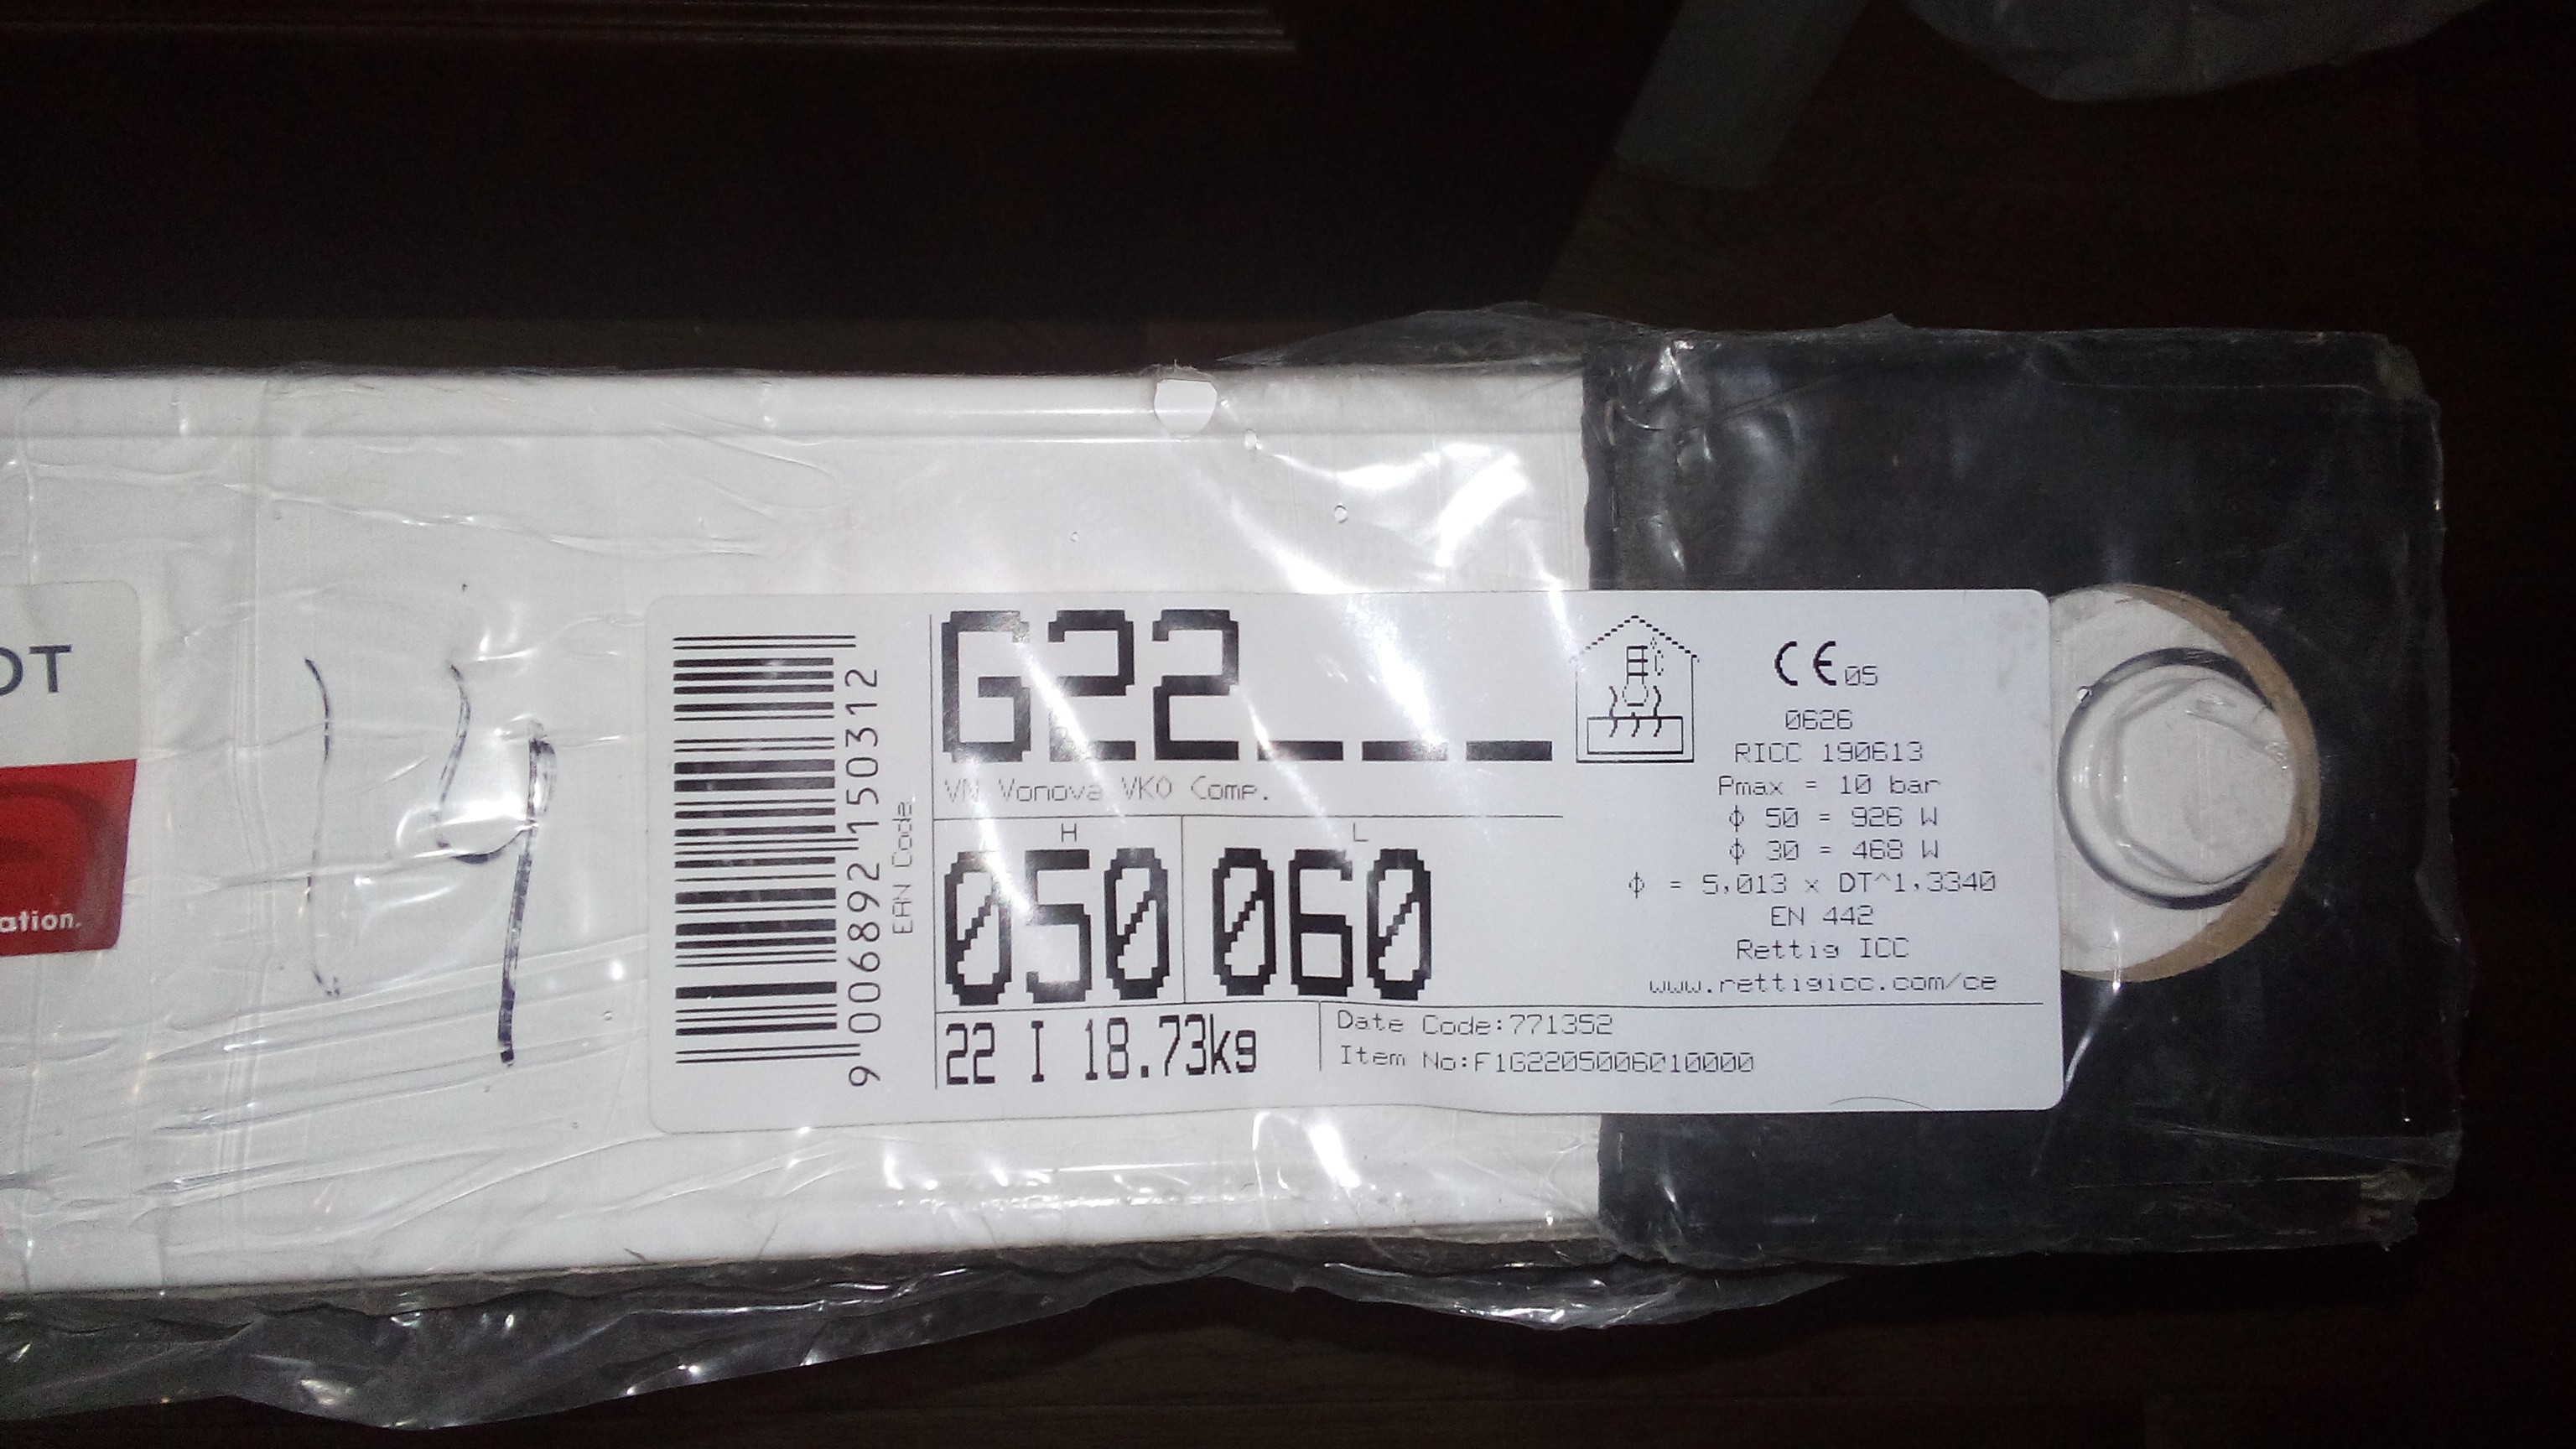 OT
ation.
14
9 006892 150312
EAN Code
G22___
VN Vonova VKO Comp.
H L
050 060
22 I 18.73kg
CE 05
0626
RICC 190613
Pmax = 10 bar
ϕ 50 = 926 W
ϕ 30 = 468 W
ϕ = 5,013 x DT^1,3340
EN 442
Rettig ICC
www.rettigicc.com/ce
Date Code:771352
Item No:F1G2205006010000